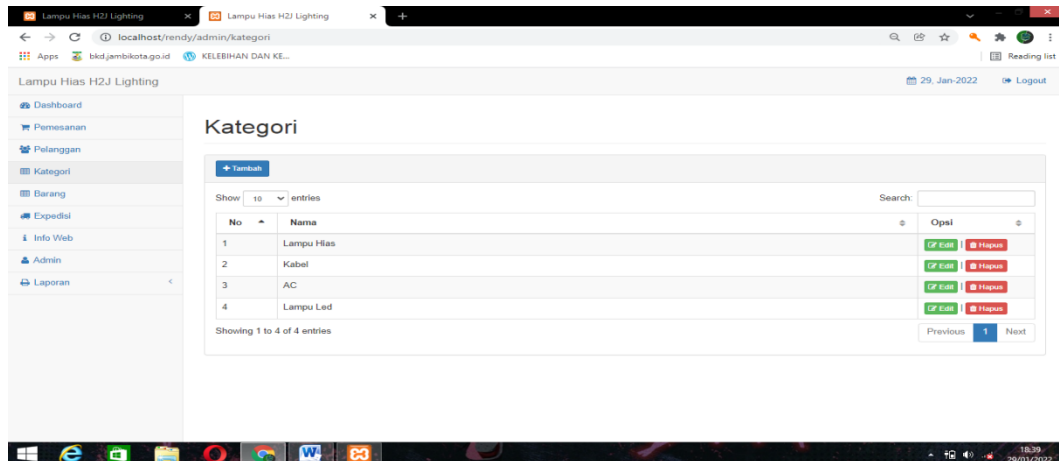 Lampu Hias H2J Lighting
Lampu Hias H2J Lighting
localhost/rendy/admin/kategori
Apps bkd.jambikota.go.id KELEBIHAN DAN KE... Reading list
Lampu Hias H2J Lighting 29, Jan-2022 Logout
Dashboard
Pemesanan
Pelanggan
Kategori
Barang
Expedisi
Info Web
Admin
Laporan
Kategori
+Tambah
Show 10 entries Search:
No Nama Opsi
1 Lampu Hias Edit | Hapus
2 Kabel Edit | Hapus
3 AC Edit | Hapus
4 Lampu Led Edit | Hapus
Showing 1 to 4 of 4 entries Previous 1 Next
18:39
29/01/2022